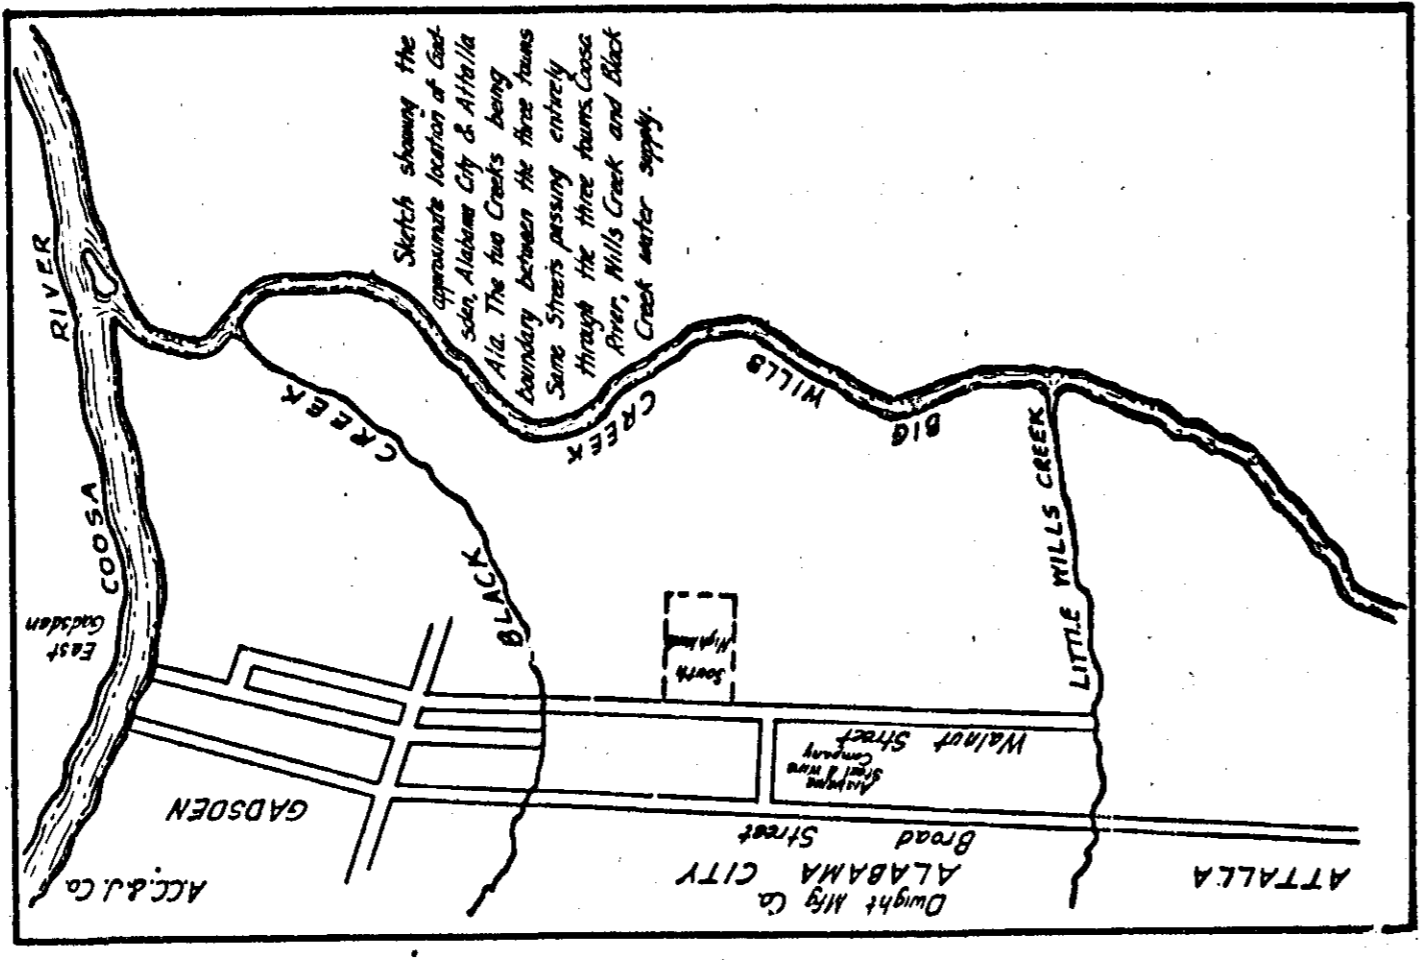 Sketch showing the
approximate location of Gad-
sden, Alabama City & Attalla
Ala. The two Creeks being
boundary between the three towns
Same Streets passing entirely
through the three towns. Coosa
River, Wills Creek and Black
Creek water supply.
COOSA RIVER
BIG WILLS CREEK
BLACK CREEK
LITTLE WILLS CREEK
East
Gadsden
South
Highland
Walnut Street
Steel & Wire
Company
Broad Street
GADSDEN
ALABAMA CITY
Dwight Mfg Co.
ATTALLA
A.C.C. & J. Co